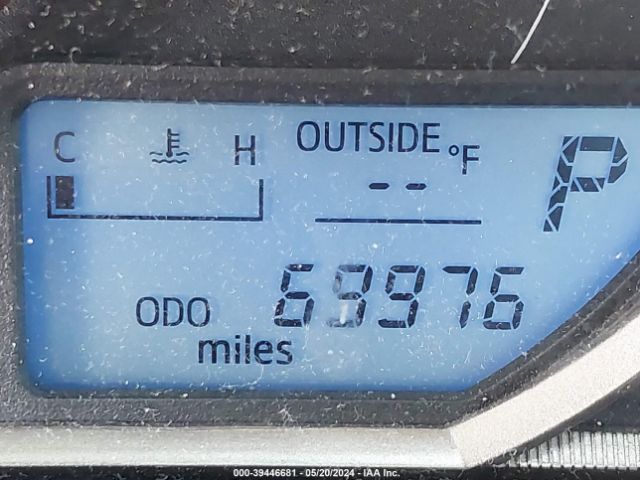 C H OUTSIDE °F P
--
ODO 69976
miles
000-39446681 - 05/20/2024 - IAA Inc.